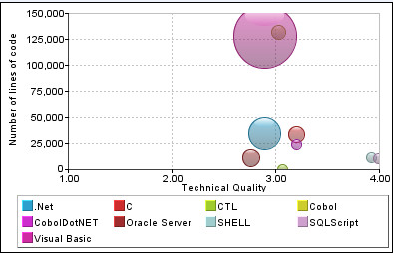 Number of lines of code
150,000
125,000
100,000
75,000
50,000
25,000
0
1.00 2.00 3.00 4.00
Technical Quality
.Net C CTL Cobol
CobolDotNET Oracle Server SHELL SQLScript
Visual Basic